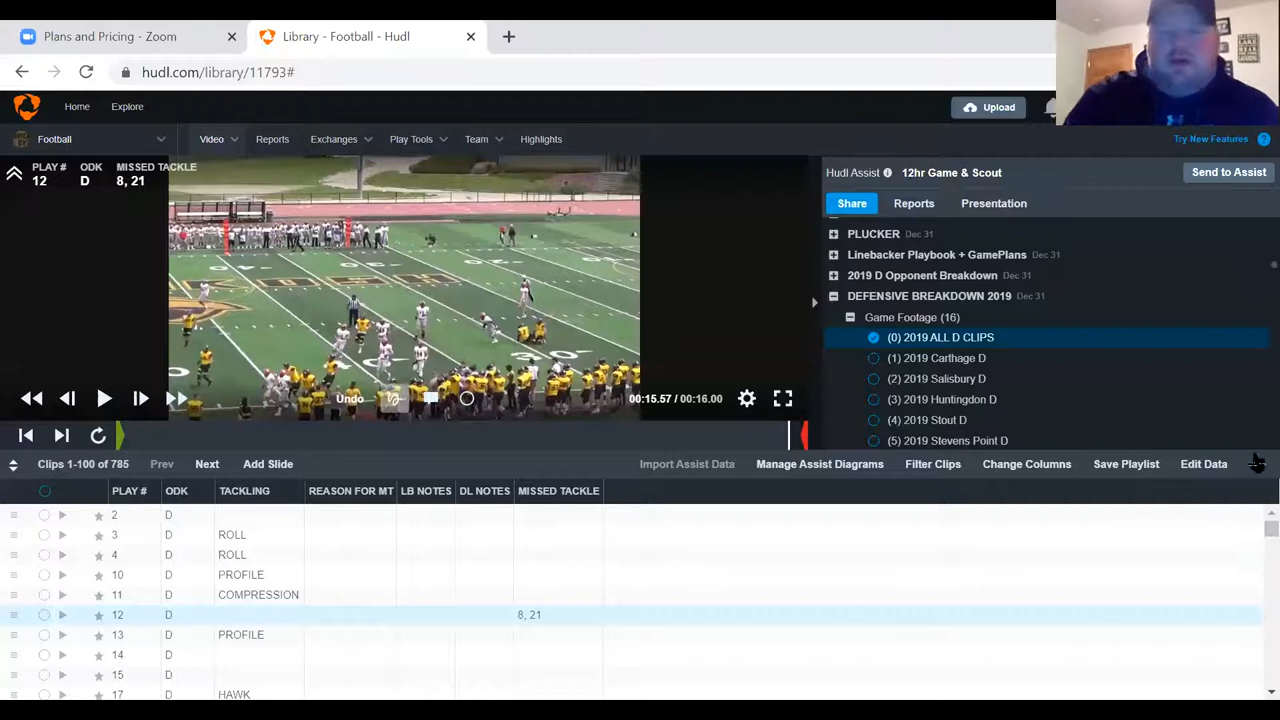 Plans and Pricing - Zoom
Library - Football - Hudl
hudl.com/library/11793#
Home
Explore
Upload
Football
Video
Reports
Exchanges
Play Tools
Team
Highlights
Try New Features
PLAY # ODK MISSED TACKLE
12 D 8, 21
Hudl Assist 12hr Game & Scout
Send to Assist
Share
Reports
Presentation
PLUCKER Dec 31
Linebacker Playbook + GamePlans Dec 31
2019 D Opponent Breakdown Dec 31
DEFENSIVE BREAKDOWN 2019 Dec 31
Game Footage (16)
(0) 2019 ALL D CLIPS
(1) 2019 Carthage D
(2) 2019 Salisbury D
(3) 2019 Huntingdon D
(4) 2019 Stout D
(5) 2019 Stevens Point D
Undo
00:15.57 / 00:16.00
Clips 1-100 of 785
Prev
Next
Add Slide
Import Assist Data
Manage Assist Diagrams
Filter Clips
Change Columns
Save Playlist
Edit Data
PLAY # ODK TACKLING REASON FOR MT LB NOTES DL NOTES MISSED TACKLE
2 D
3 D ROLL
4 D ROLL
10 D PROFILE
11 D COMPRESSION
12 D 8, 21
13 D PROFILE
14 D
15 D
17 D HAWK